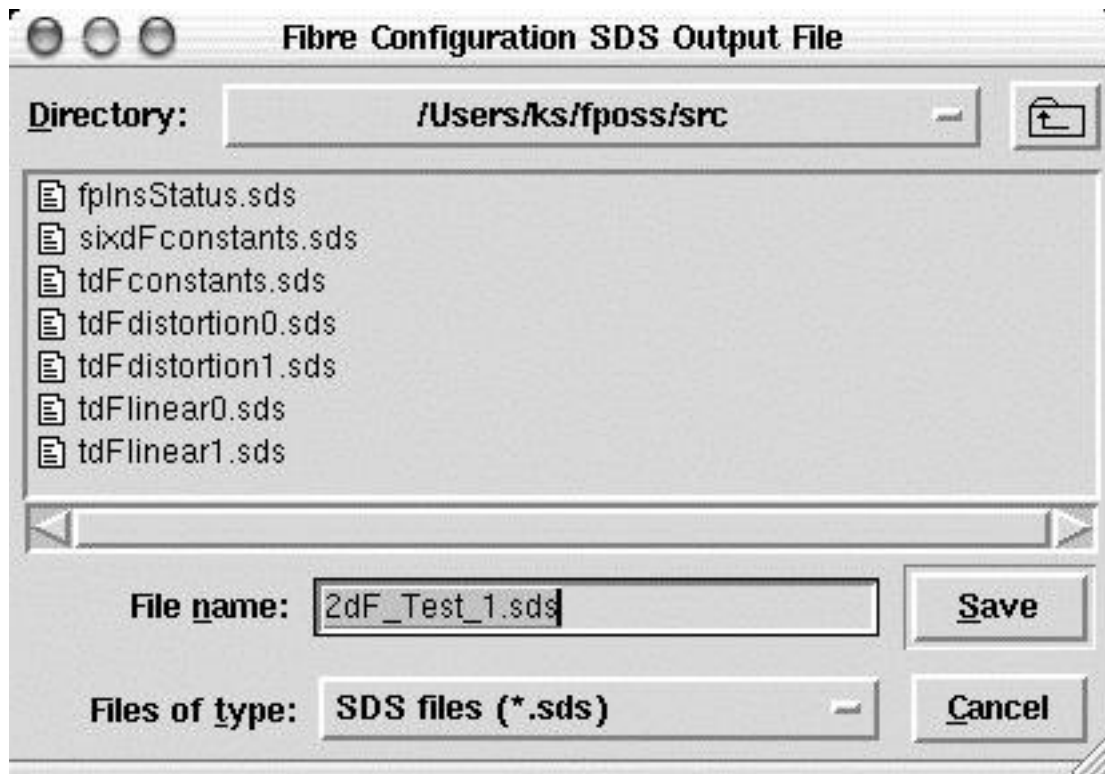 Fibre Configuration SDS Output File
Directory: /Users/ks/fposs/src
fpInsStatus.sds
sixdFconstants.sds
tdFconstants.sds
tdFdistortion0.sds
tdFdistortion1.sds
tdFlinear0.sds
tdFlinear1.sds
File name: 2dF_Test_1.sds Save
Files of type: SDS files (*.sds) Cancel